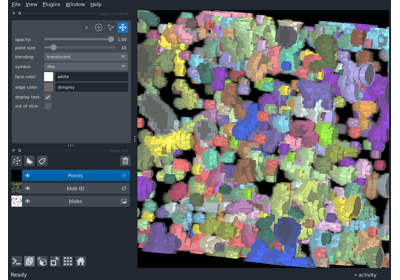 File View Plugins Window Help
opacity: 1.00
point size: 10
blending: translucent
symbol: disc
face color: white
edge color: dimgrey
display text:
out of slice:
Points
blob ID
blobs
Ready
activity